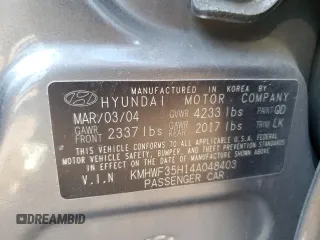 MANUFACTURED IN KOREA BY
HYUNDAI MOTOR COMPANY
MAR/03/04 GVWR 4233 lbs PAINT QD
GAWR FRONT 2337 lbs GAWR REAR 2017 lbs TRIM LK
THIS VEHICLE CONFORMS TO ALL APPLICABLE U.S.A. FEDERAL
MOTOR VEHICLE SAFETY,
BUMPER, AND THEFT PREVENTION STANDARDS
IN EFFECT ON THE DATE OF MANUFACTURE SHOWN ABOVE.
V.I.N KMHWF35H14A048403
PASSENGER CAR
DREAMBID